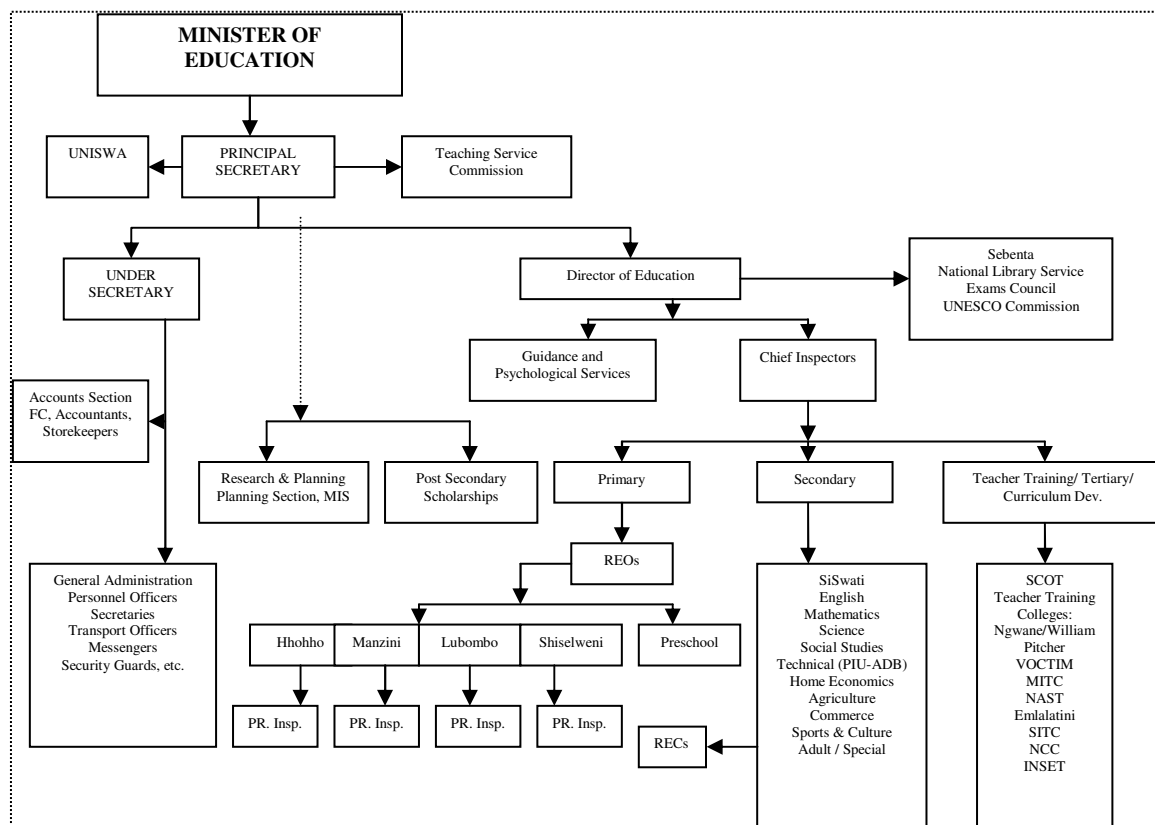 MINISTER OF
EDUCATION
UNISWA
PRINCIPAL
SECRETARY
Teaching Service
Commission
UNDER
SECRETARY
Director of Education
Sebenta
National Library Service
Exams Council
UNESCO Commission
Guidance and
Psychological Services
Chief Inspectors
Accounts Section
FC, Accountants,
Storekeepers
Research & Planning
Planning Section, MIS
Post Secondary
Scholarships
Primary
Secondary
Teacher Training/ Tertiary/
Curriculum Dev.
REOs
General Administration
Personnel Officers
Secretaries
Transport Officers
Messengers
Security Guards, etc.
Hhohho
Manzini
Lubombo
Shiselweni
Preschool
PR. Insp.
PR. Insp.
PR. Insp.
PR. Insp.
RECs
SiSwati
English
Mathematics
Science
Social Studies
Technical (PIU-ADB)
Home Economics
Agriculture
Commerce
Sports & Culture
Adult / Special
SCOT
Teacher Training
Colleges:
Ngwane/William
Pitcher
VOCTIM
MITC
NAST
Emlalatini
SITC
NCC
INSET